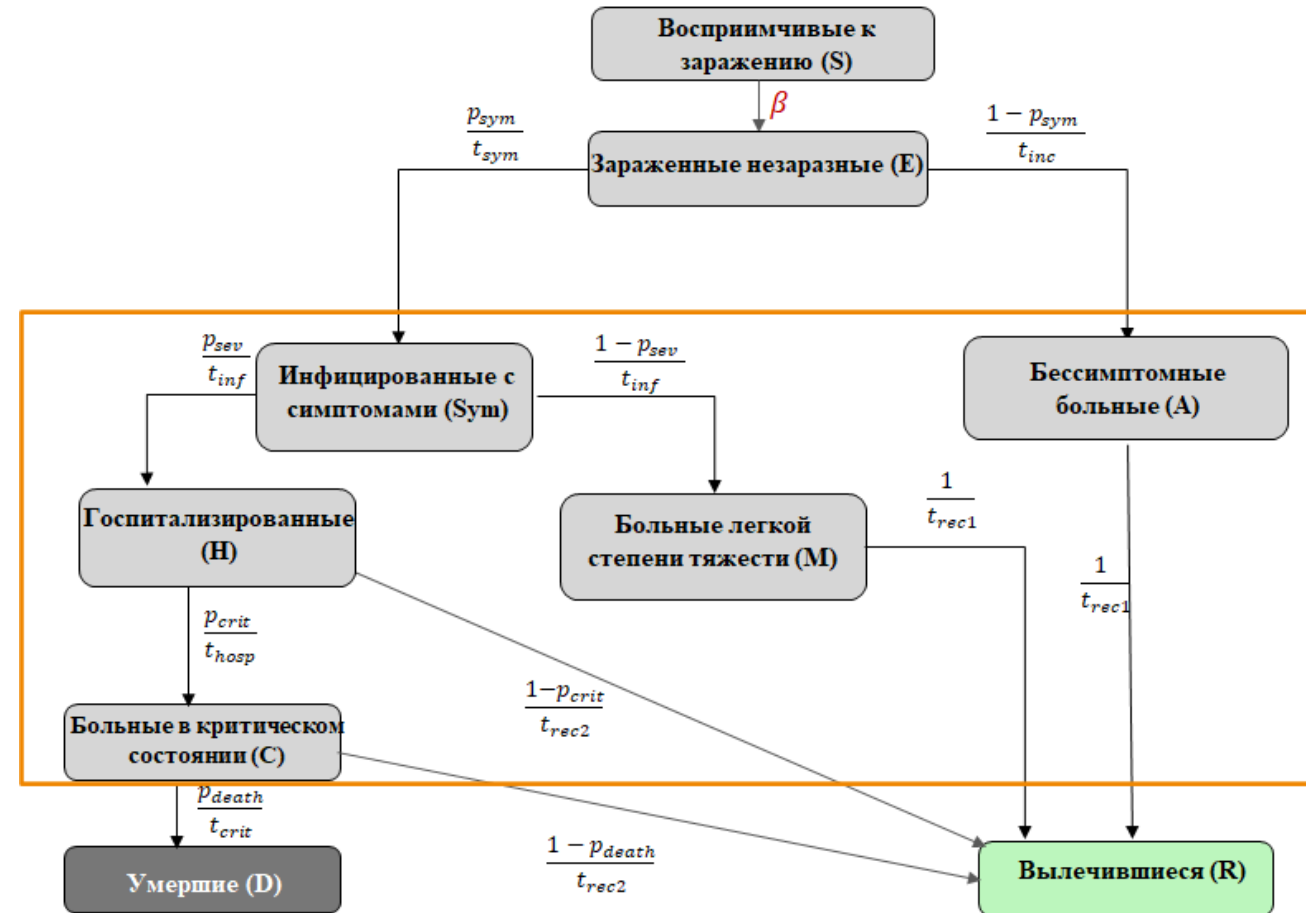 Восприимчивые к
заражению (S)
β
p_sym
t_sym
1 − p_sym
t_inc
Зараженные незаразные (E)
p_sev
t_inf
Инфицированные с
симптомами (Sym)
1 − p_sev
t_inf
Бессимптомные
больные (A)
Госпитализированные
(H)
Больные легкой
степени тяжести (M)
1
t_rec1
1
t_rec1
p_crit
t_hosp
1−p_crit
t_rec2
Больные в критическом
состоянии (C)
p_death
t_crit
1 − p_death
t_rec2
Умершие (D)
Вылечившиеся (R)